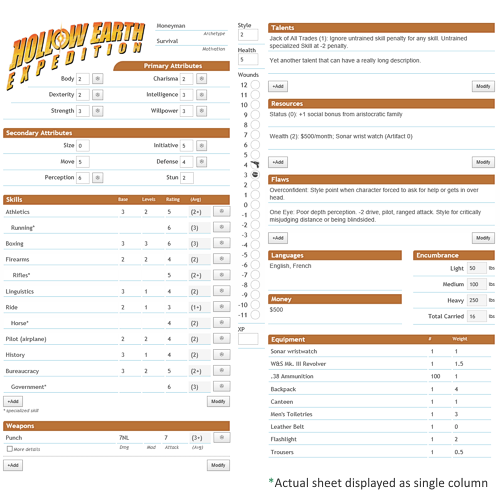 HOLLOW EARTH
EXPEDITION
Moneyman
Archetype
Survival
Motivation
Primary Attributes
Body 2 Charisma 2
Dexterity 2 Intelligence 3
Strength 3 Willpower 3
Secondary Attributes
Size 0 Initiative 5
Move 5 Defense 4
Perception 6 Stun 2
Skills Base Levels Rating (Avg)
Athletics 3 2 5 (2+)
Running* 6 (3)
Boxing 3 3 6 (3)
Firearms 2 2 4 (2)
Rifles* 5 (2+)
Linguistics 3 1 4 (2)
Ride 2 1 3 (1+)
Horse* 4 (2)
Pilot (airplane) 2 2 4 (2)
History 3 1 4 (2)
Bureaucracy 3 2 5 (2+)
Government* 6 (3)
+Add Modify
* specialized skill
Weapons
Punch 7NL 7 (3+)
More details Dmg Mod Attack (Avg)
+Add Modify
Style
2
Health
5
Wounds
12
11
10
9
8
7
6
5
4
3
2
1
0
-1
-2
-3
-4
-5
-6
-7
-8
-9
-10
-11
XP
Talents
Jack of All Trades (1): Ignore untrained skill penalty for any skill. Untrained
specialized Skill at -2 penalty.
Yet another talent that can have a really long description.
+Add Modify
Resources
Status (0): +1 social bonus from aristocratic family
Wealth (2): $500/month; Sonar wrist watch (Artifact 0)
+Add Modify
Flaws
Overconfident: Style point when character forced to ask for help or gets in over
head.
One Eye: Poor depth perception. -2 drive, pilot, ranged attack. Style for critically
misjudging distance or being blindsided.
+Add Modify
Languages
English, French
Money
$500
Encumbrance
Light 50 lbs
Medium 100 lbs
Heavy 250 lbs
Total Carried 16 lbs
Equipment # Weight
Sonar wristwatch 1 1
W&S Mk. III Revolver 1 1.5
.38 Ammunition 100 1
Backpack 1 4
Canteen 1 1
Men's Toiletries 1 3
Leather Belt 1 0
Flashlight 1 2
Trousers 1 0.5
*Actual sheet displayed as single column